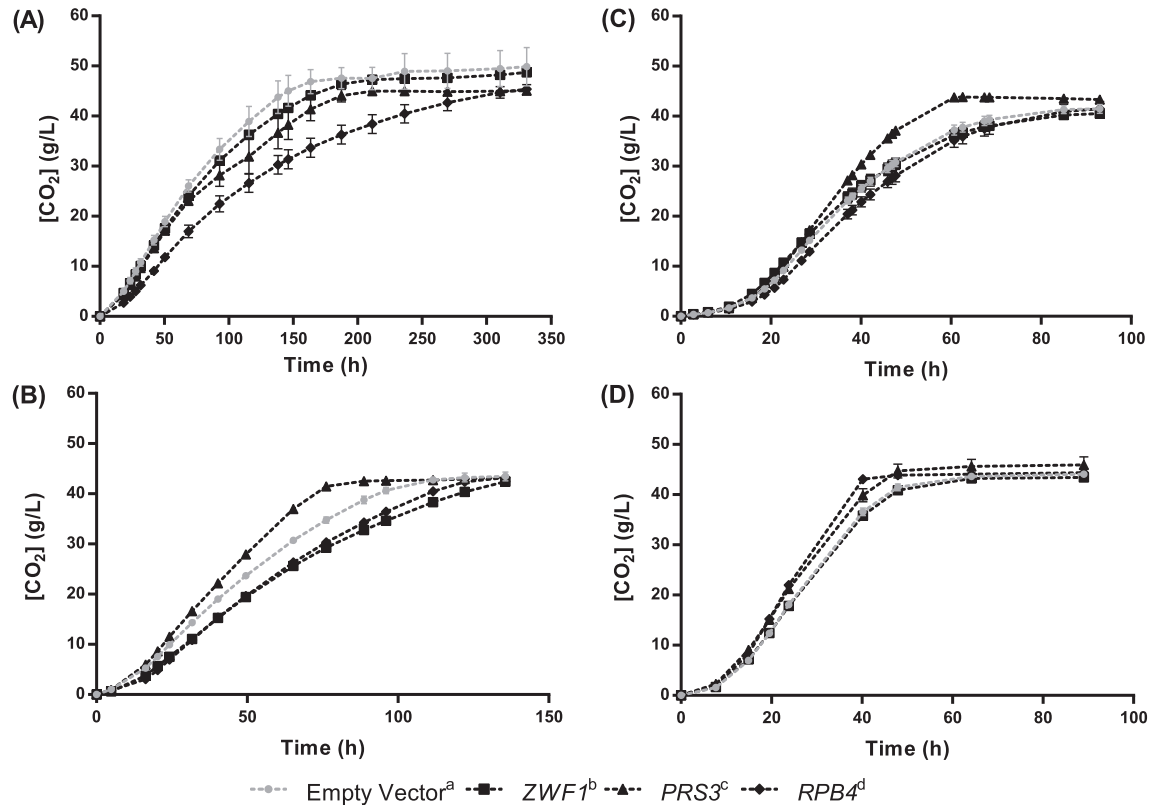 (A)
60
50
40
30
20
10
0
[CO₂] (g/L)
0 50 100 150 200 250 300 350
Time (h)
(C)
60
50
40
30
20
10
0
[CO₂] (g/L)
0 20 40 60 80 100
Time (h)
(B)
60
50
40
30
20
10
0
[CO₂] (g/L)
0 50 100 150
Time (h)
(D)
60
50
40
30
20
10
0
[CO₂] (g/L)
0 20 40 60 80 100
Time (h)
Empty Vectorᵃ ZWF1ᵇ PRS3ᶜ RPB4ᵈ